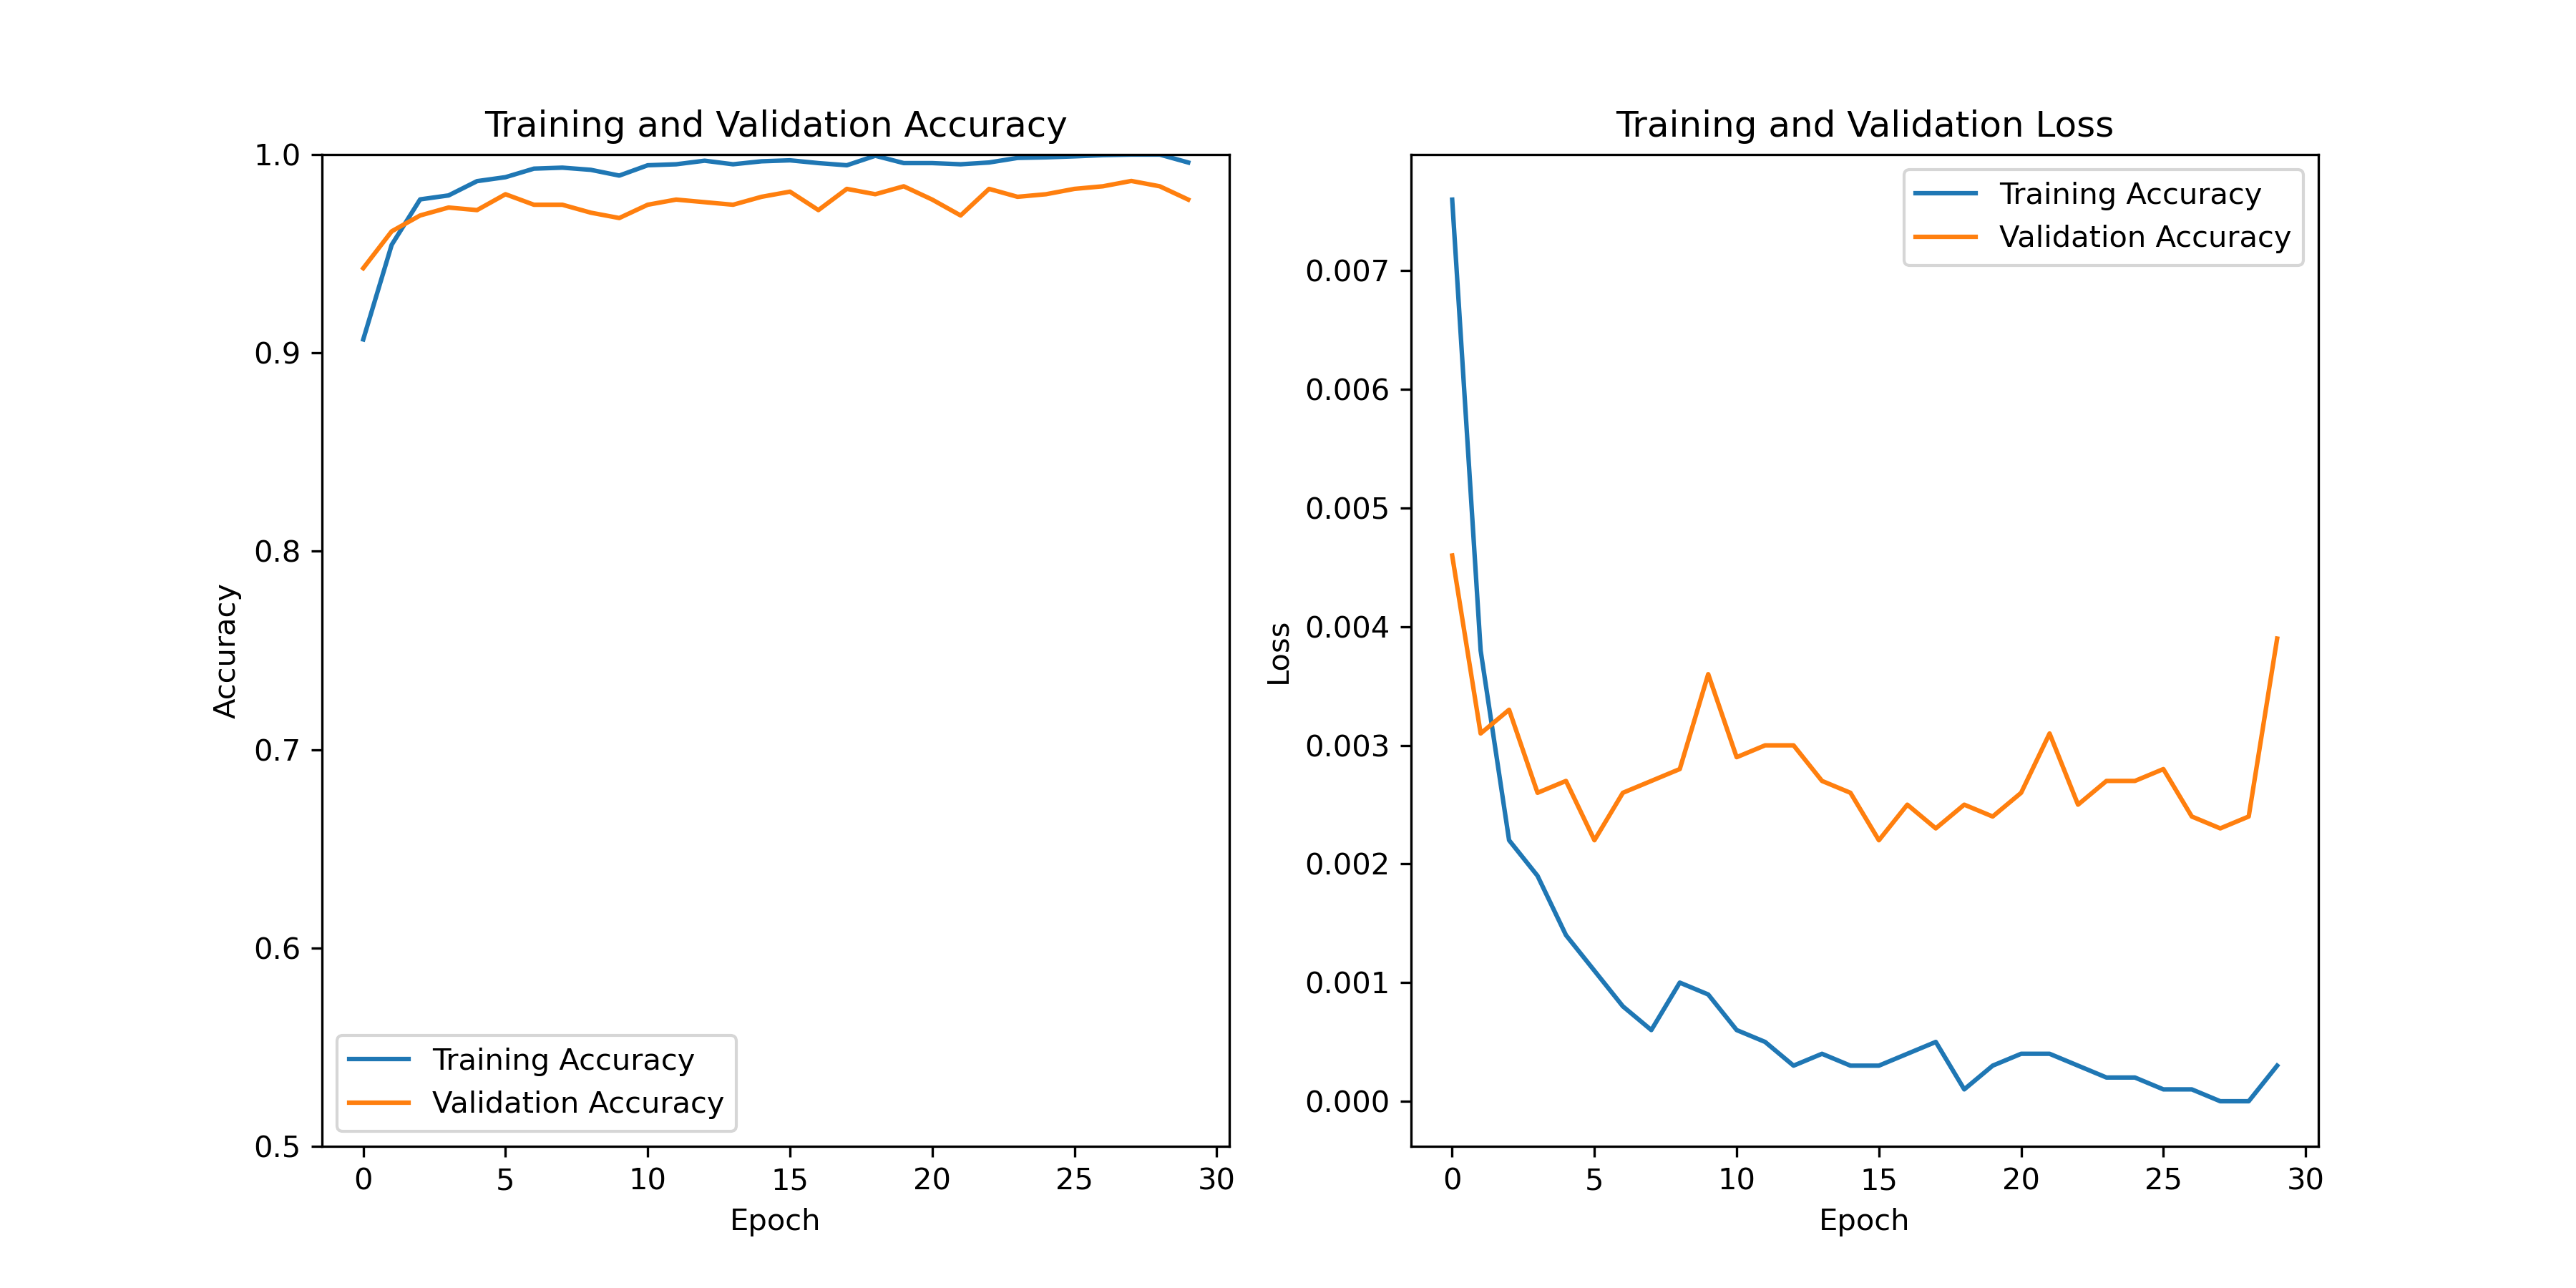 Training and Validation Accuracy
1.0
0.9
0.8
0.7
0.6
0.5
Accuracy
Training Accuracy
Validation Accuracy
0 5 10 15 20 25 30
Epoch
Training and Validation Loss
Training Accuracy
Validation Accuracy
0.007
0.006
0.005
0.004
0.003
0.002
0.001
0.000
Loss
0 5 10 15 20 25 30
Epoch